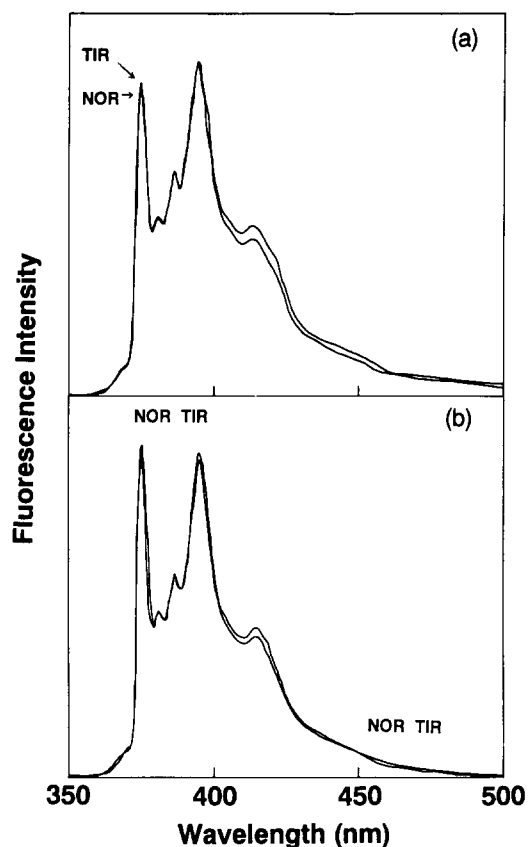 (a)
TIR
NOR
Fluorescence Intensity
NOR TIR
(b)
NOR TIR
350 400 450 500
Wavelength (nm)